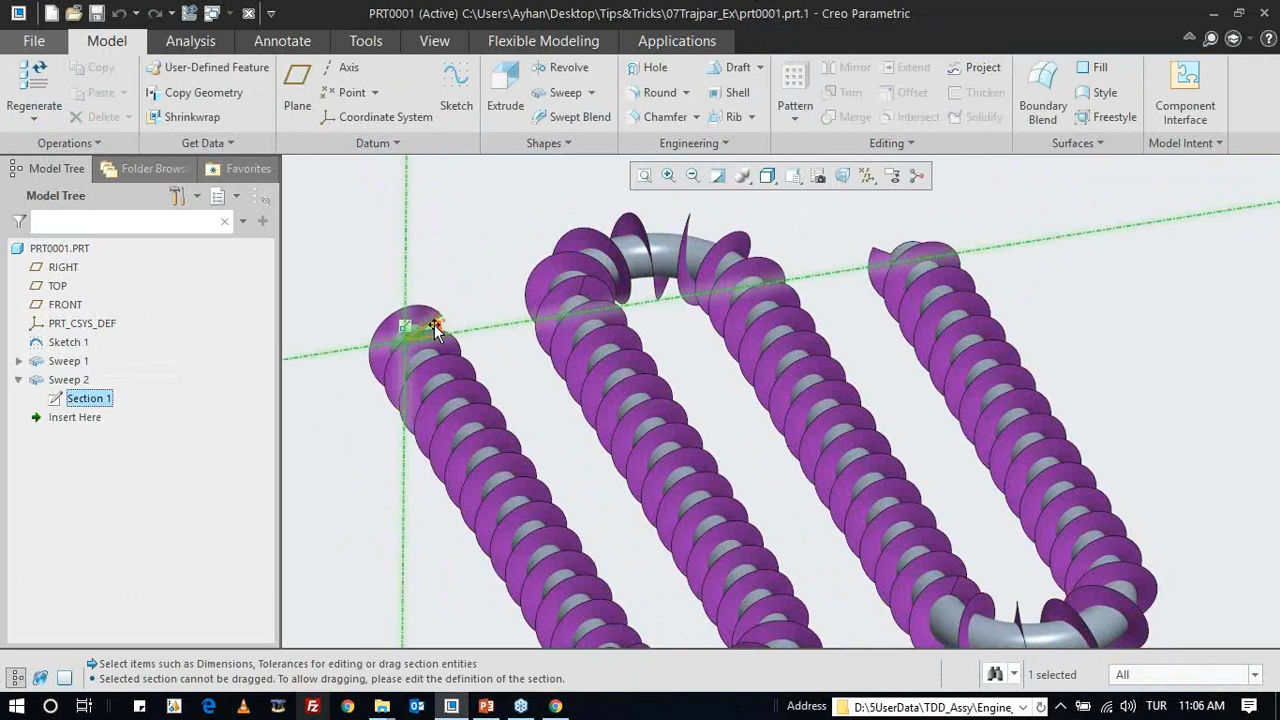 PRT0001 (Active) C:\Users\Ayhan\Desktop\Tips&Tricks\07Trajpar_Ex\prt0001.prt.1 - Creo Parametric
File Model Analysis Annotate Tools View Flexible Modeling Applications
Regenerate
Copy
Paste
Delete
Operations
User-Defined Feature
Copy Geometry
Shrinkwrap
Get Data
Plane
Axis
Point
Coordinate System
Sketch
Datum
Extrude
Revolve
Sweep
Swept Blend
Shapes
Hole
Round
Chamfer
Draft
Shell
Rib
Engineering
Pattern
Mirror
Trim
Merge
Extend
Offset
Intersect
Project
Thicken
Solidify
Editing
Boundary
Blend
Fill
Style
Freestyle
Surfaces
Component
Interface
Model Intent
Model Tree Folder Brows Favorites
Model Tree
PRT0001.PRT
RIGHT
TOP
FRONT
PRT_CSYS_DEF
Sketch 1
Sweep 1
Sweep 2
Section 1
Insert Here
Select items such as Dimensions, Tolerances for editing or drag section entities
Selected section cannot be dragged. To allow dragging, please edit the definition of the section.
1 selected
All
Address D:\5UserData\TDD_Assy\Engine_
TUR 11:06 AM